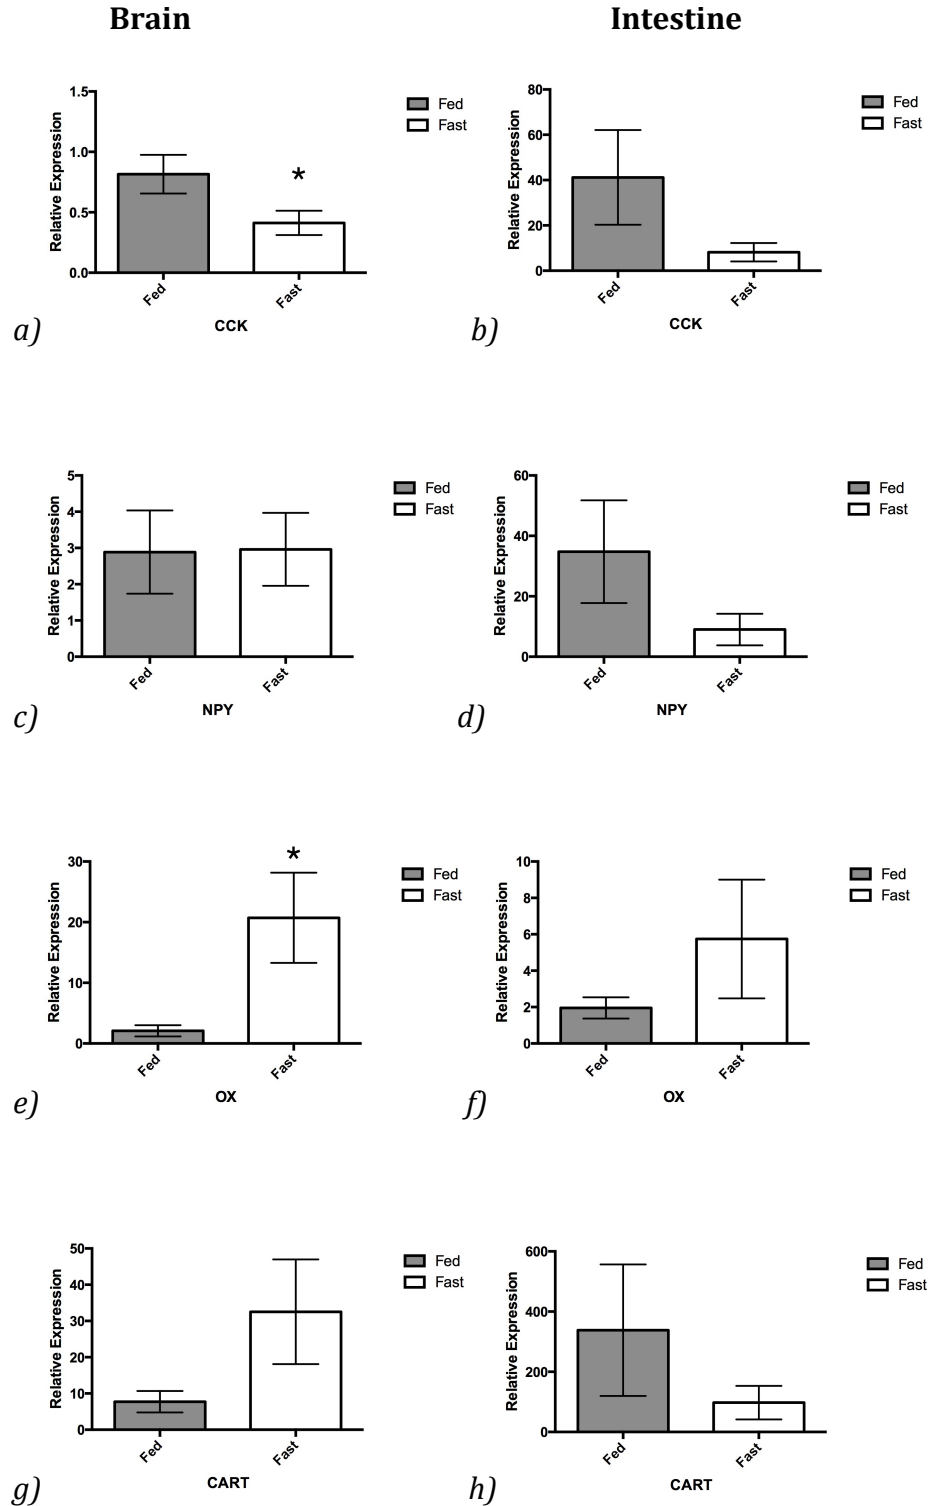 Brain
Intestine
1.5
1.0
0.5
0.0
Relative Expression
Fed
Fast
*
Fed
Fast
CCK
a)
80
60
40
20
0
Relative Expression
Fed
Fast
Fed
Fast
CCK
b)
5
4
3
2
1
0
Relative Expression
Fed
Fast
Fed
Fast
NPY
c)
60
40
20
0
Relative Expression
Fed
Fast
Fed
Fast
NPY
d)
30
20
10
0
Relative Expression
*
Fed
Fast
Fed
Fast
OX
e)
10
8
6
4
2
0
Relative Expression
Fed
Fast
Fed
Fast
OX
f)
50
40
30
20
10
0
Relative Expression
Fed
Fast
Fed
Fast
CART
g)
600
400
200
0
Relative Expression
Fed
Fast
Fed
Fast
CART
h)